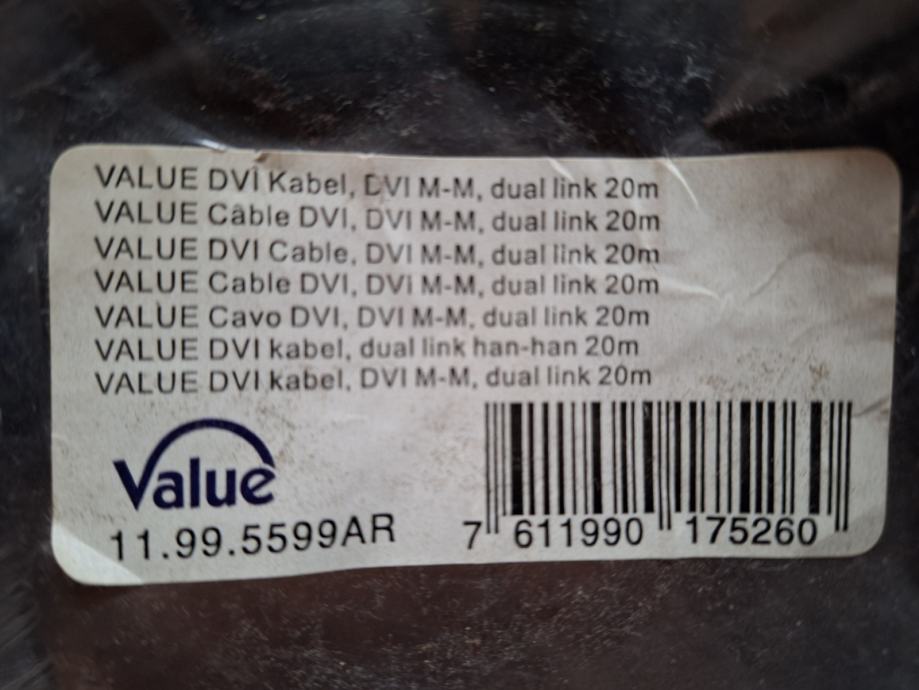 VALUE DVI Kabel, DVI M-M, dual link 20m
VALUE Câble DVI, DVI M-M, dual link 20m
VALUE DVI Cable, DVI M-M, dual link 20m
VALUE Cable DVI, DVI M-M, dual link 20m
VALUE Cavo DVI, DVI M-M, dual link 20m
VALUE DVI kabel, dual link han-han 20m
VALUE DVI kabel, DVI M-M, dual link 20m
Value
11.99.5599AR
7 611990 175260